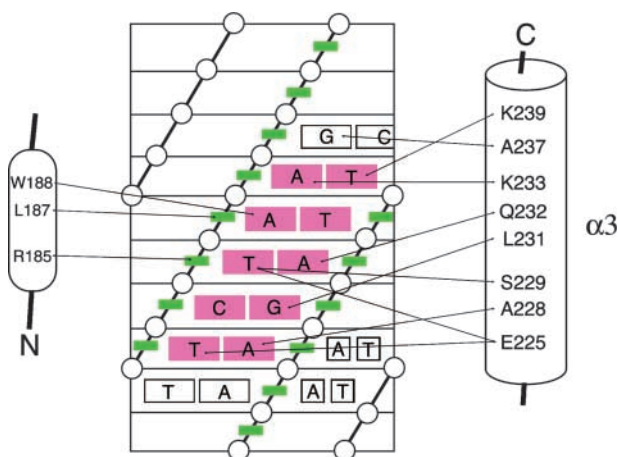 C
K239
G C
A237
A T
K233
W188
Q232
L187
A T
L231
α3
R185
T A
S229
C G
A228
T A
A T
E225
N
T A
A T